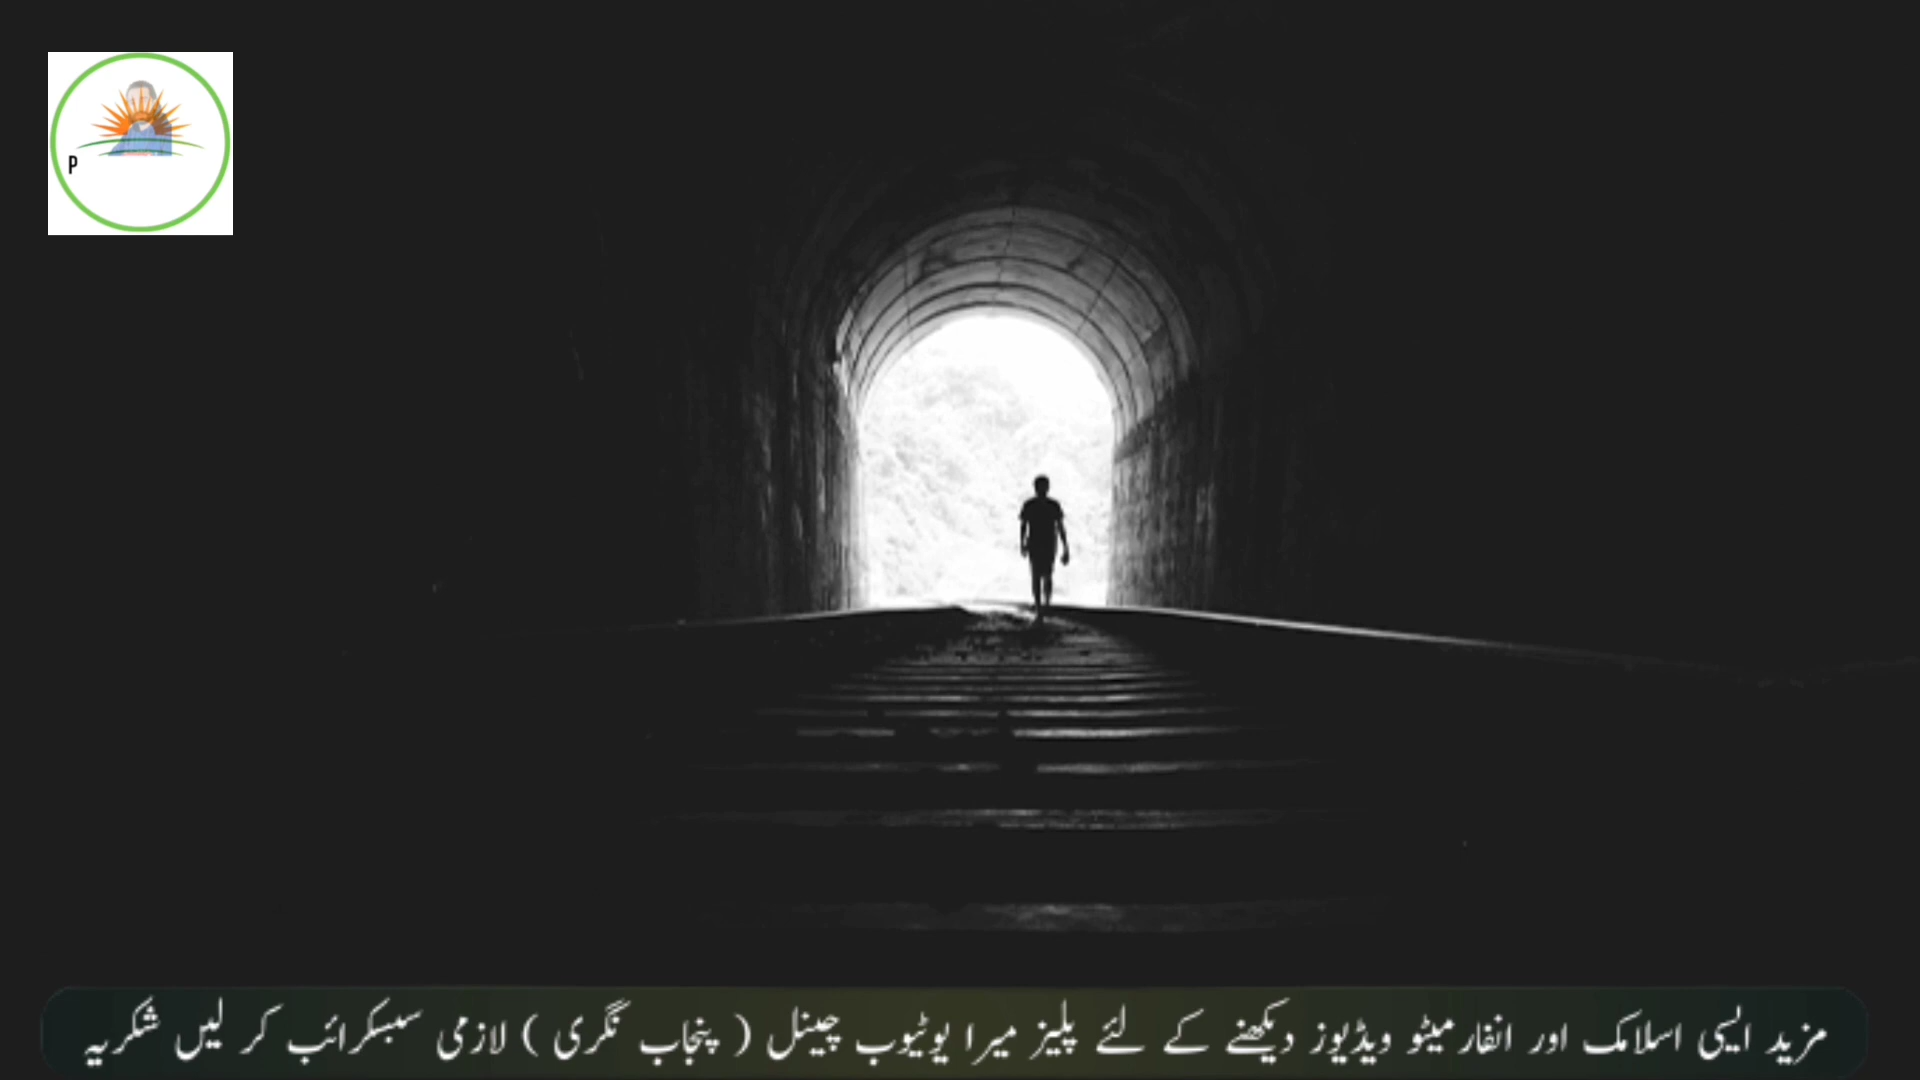 P
مزید ایسی اسلامک اور انفارمیٹو ویڈیوز دیکھنے کے لئے پلیز میرا یوٹیوب چینل ( پنجاب نگری ) لازمی سبسکرائب کر لیں شکریہ